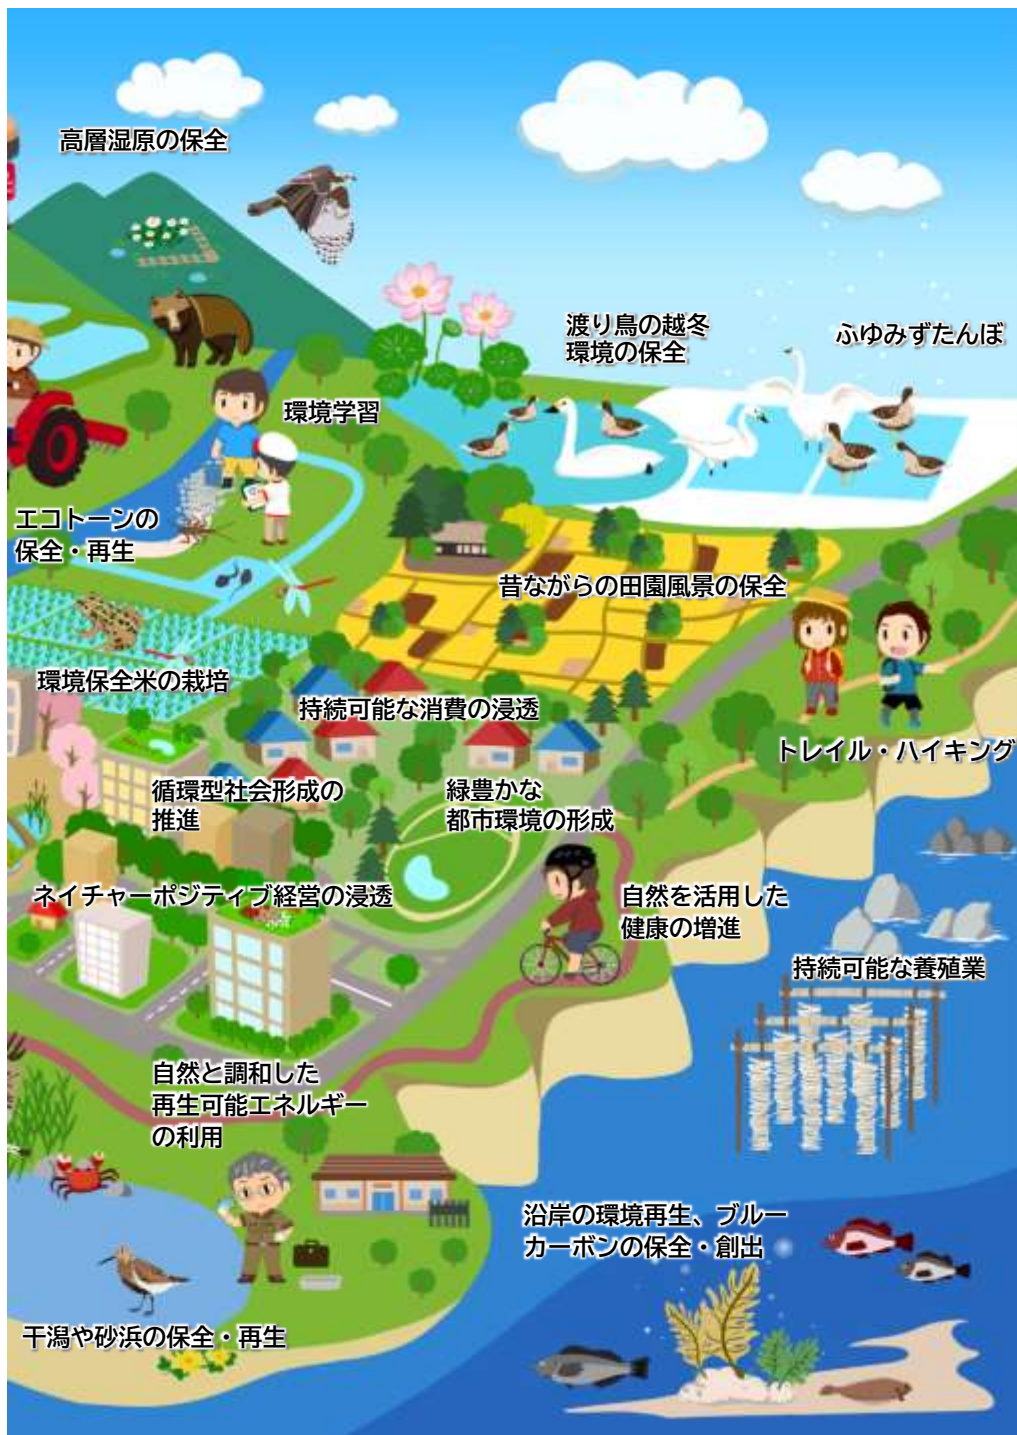 高層湿原の保全
渡り鳥の越冬
環境の保全
ふゆみずたんぼ
環境学習
エコトーンの
保全・再生
昔ながらの田園風景の保全
環境保全米の栽培
持続可能な消費の浸透
トレイル・ハイキング
循環型社会形成の
推進
緑豊かな
都市環境の形成
ネイチャーポジティブ経営の浸透
自然を活用した
健康の増進
持続可能な養殖業
自然と調和した
再生可能エネルギー
の利用
沿岸の環境再生、ブルー
カーボンの保全・創出
干潟や砂浜の保全・再生